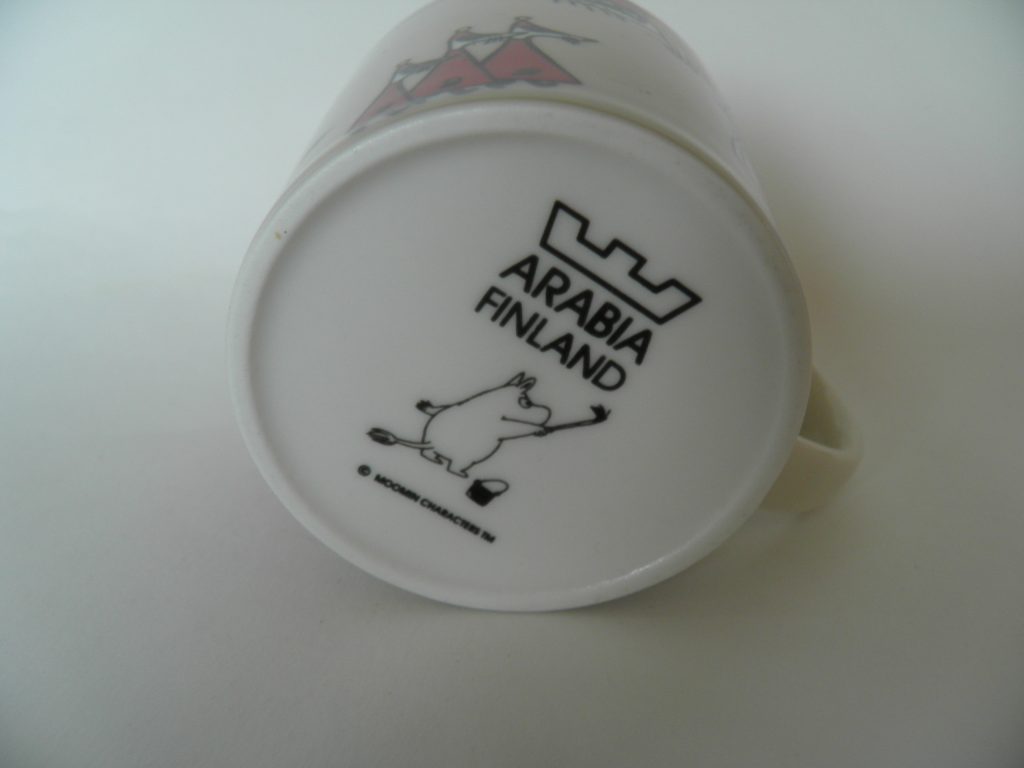 ARABIA
FINLAND
© MOOMIN CHARACTERS ™